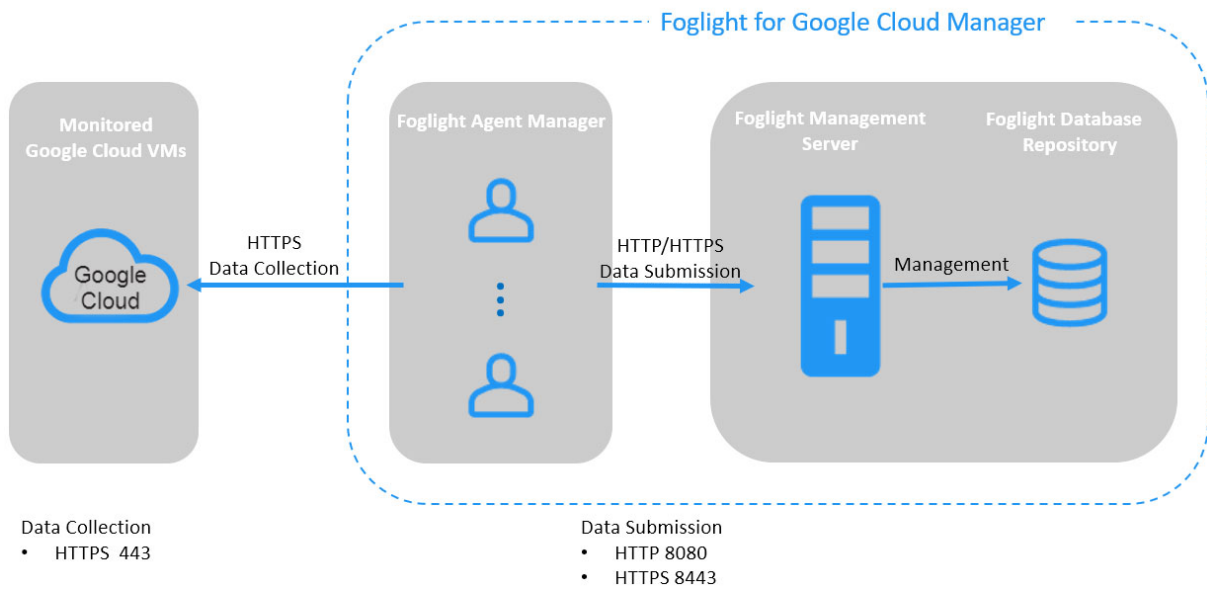 Foglight for Google Cloud Manager
Monitored
Google Cloud VMs
Foglight Agent Manager
Foglight Management
Server
Foglight Database
Repository
Google
Cloud
HTTPS
Data Collection
HTTP/HTTPS
Data Submission
Management
Data Collection
• HTTPS 443
Data Submission
• HTTP 8080
• HTTPS 8443